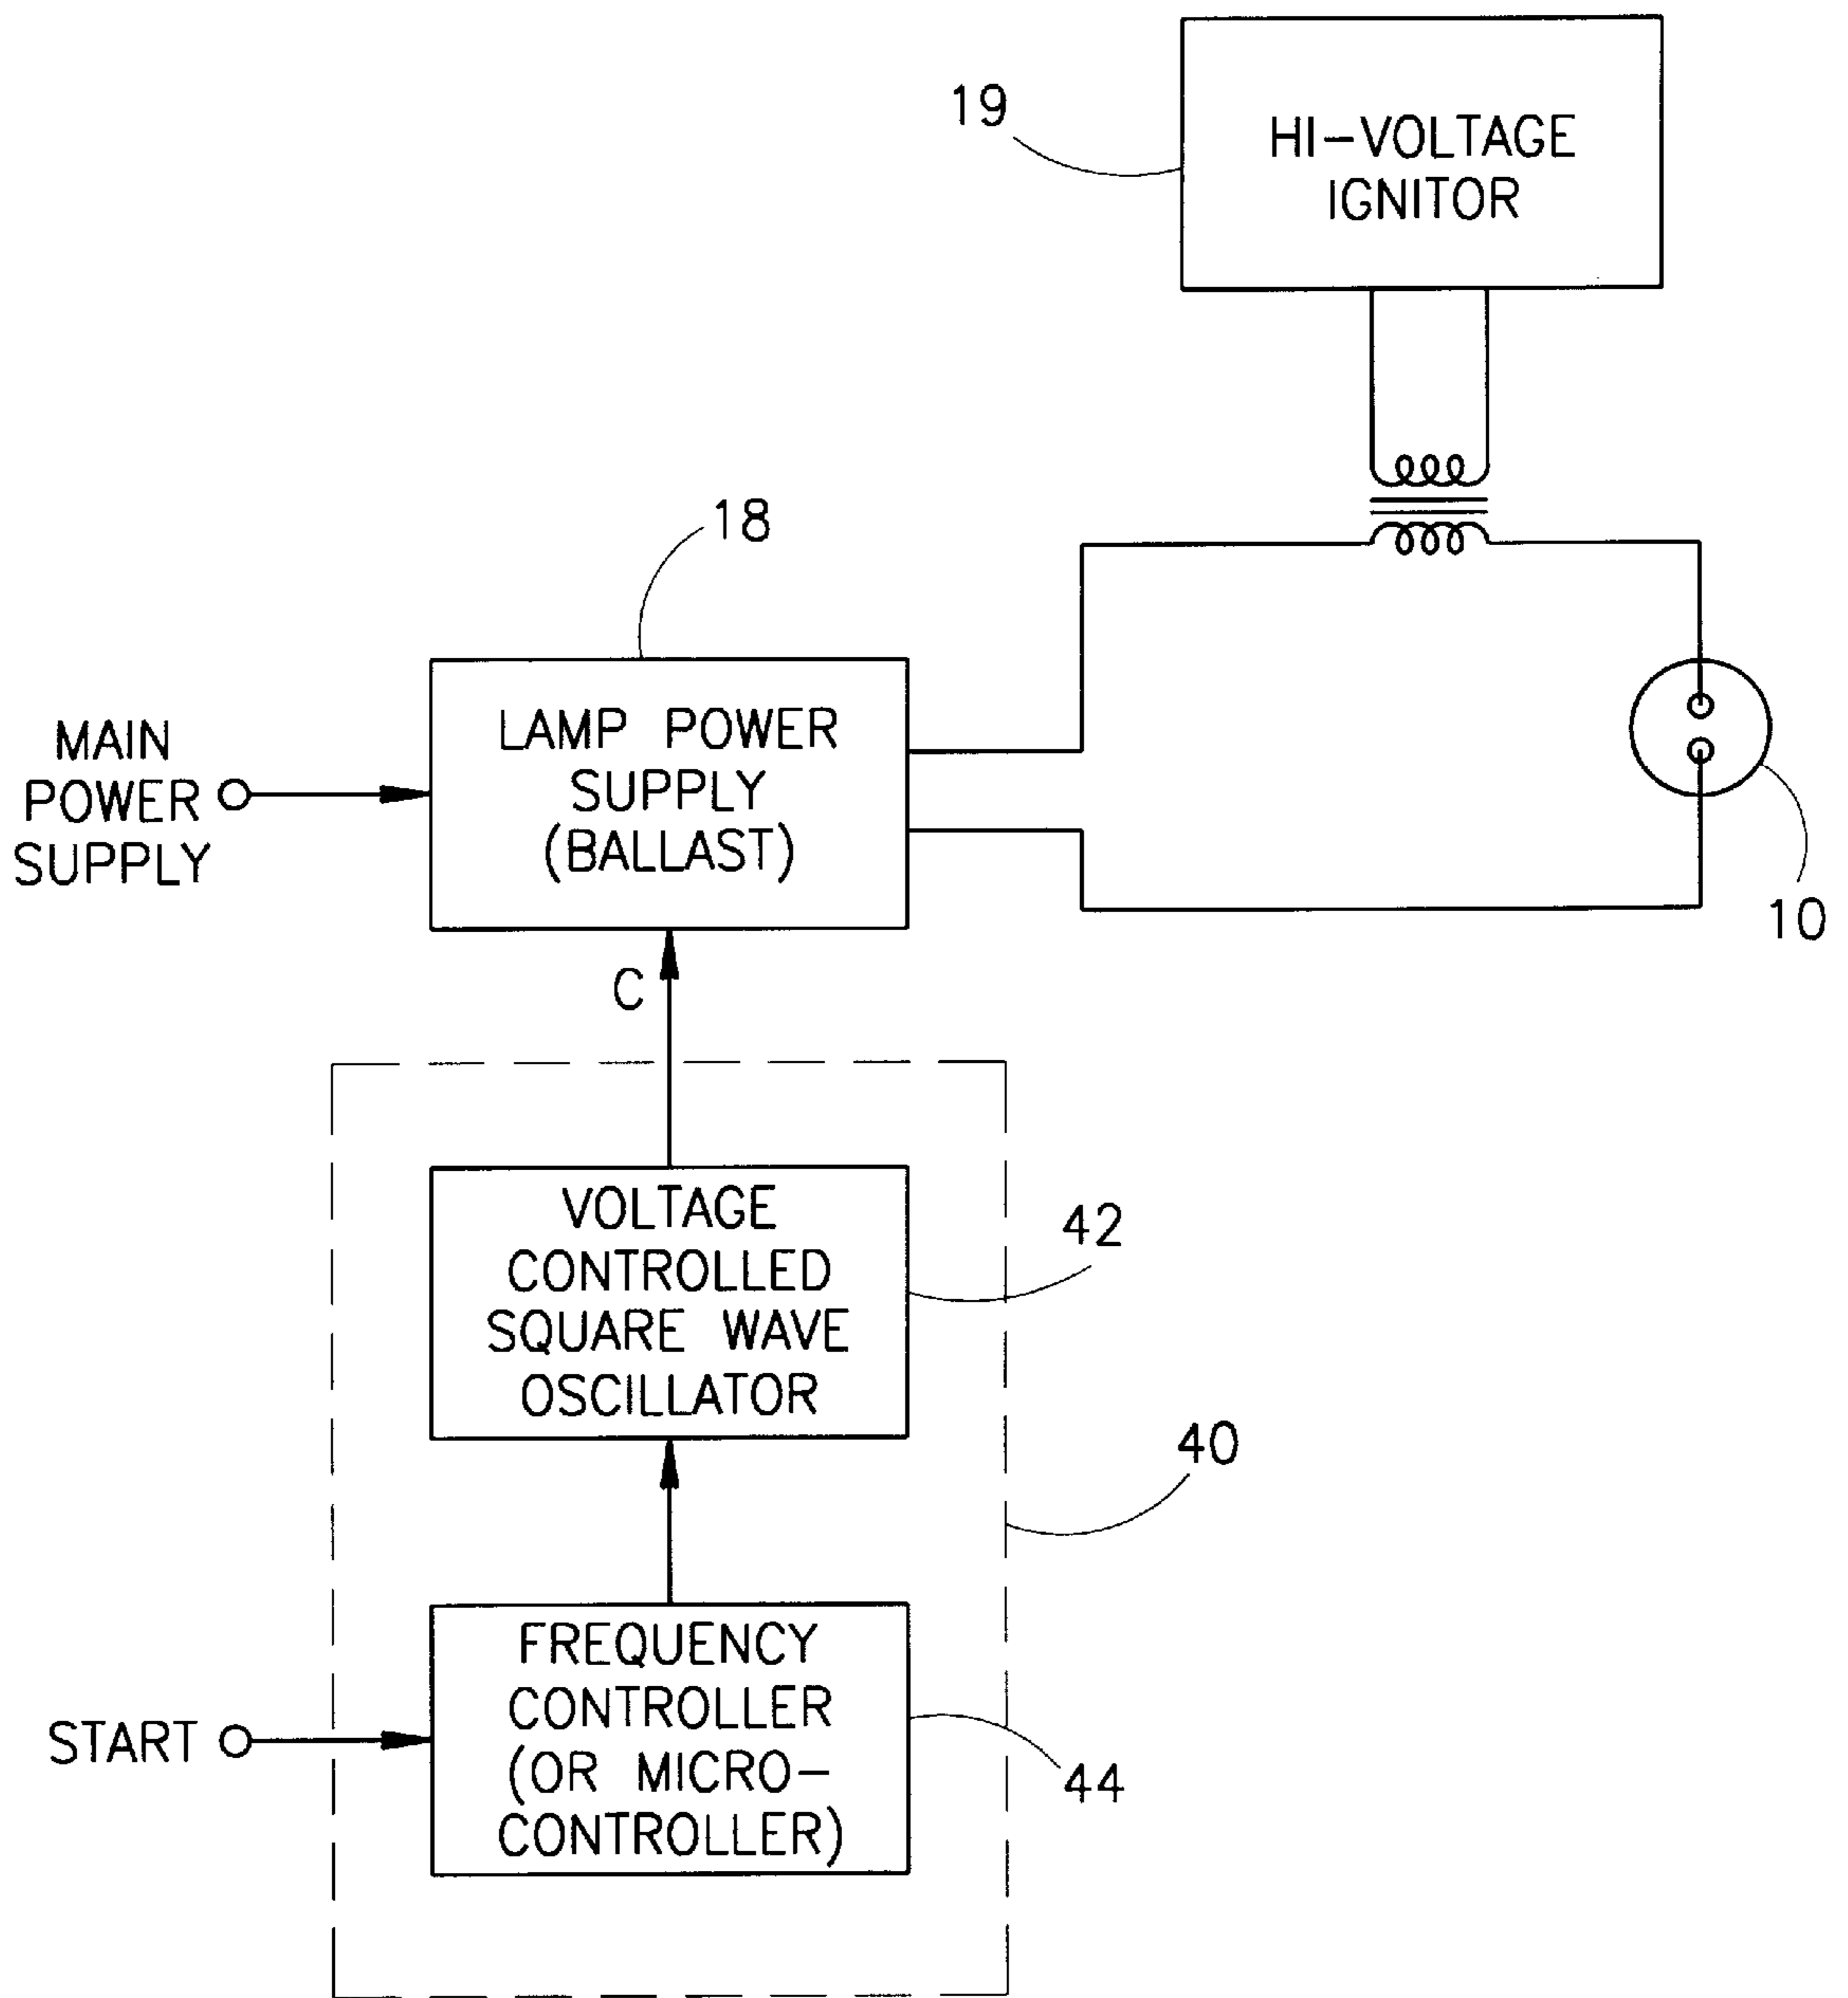 19
HI-VOLTAGE
IGNITOR
18
LAMP POWER
SUPPLY
(BALLAST)
MAIN
POWER
SUPPLY
10
C
VOLTAGE
CONTROLLED
SQUARE WAVE
OSCILLATOR
42
40
FREQUENCY
CONTROLLER
(OR MICRO-
CONTROLLER)
START
44